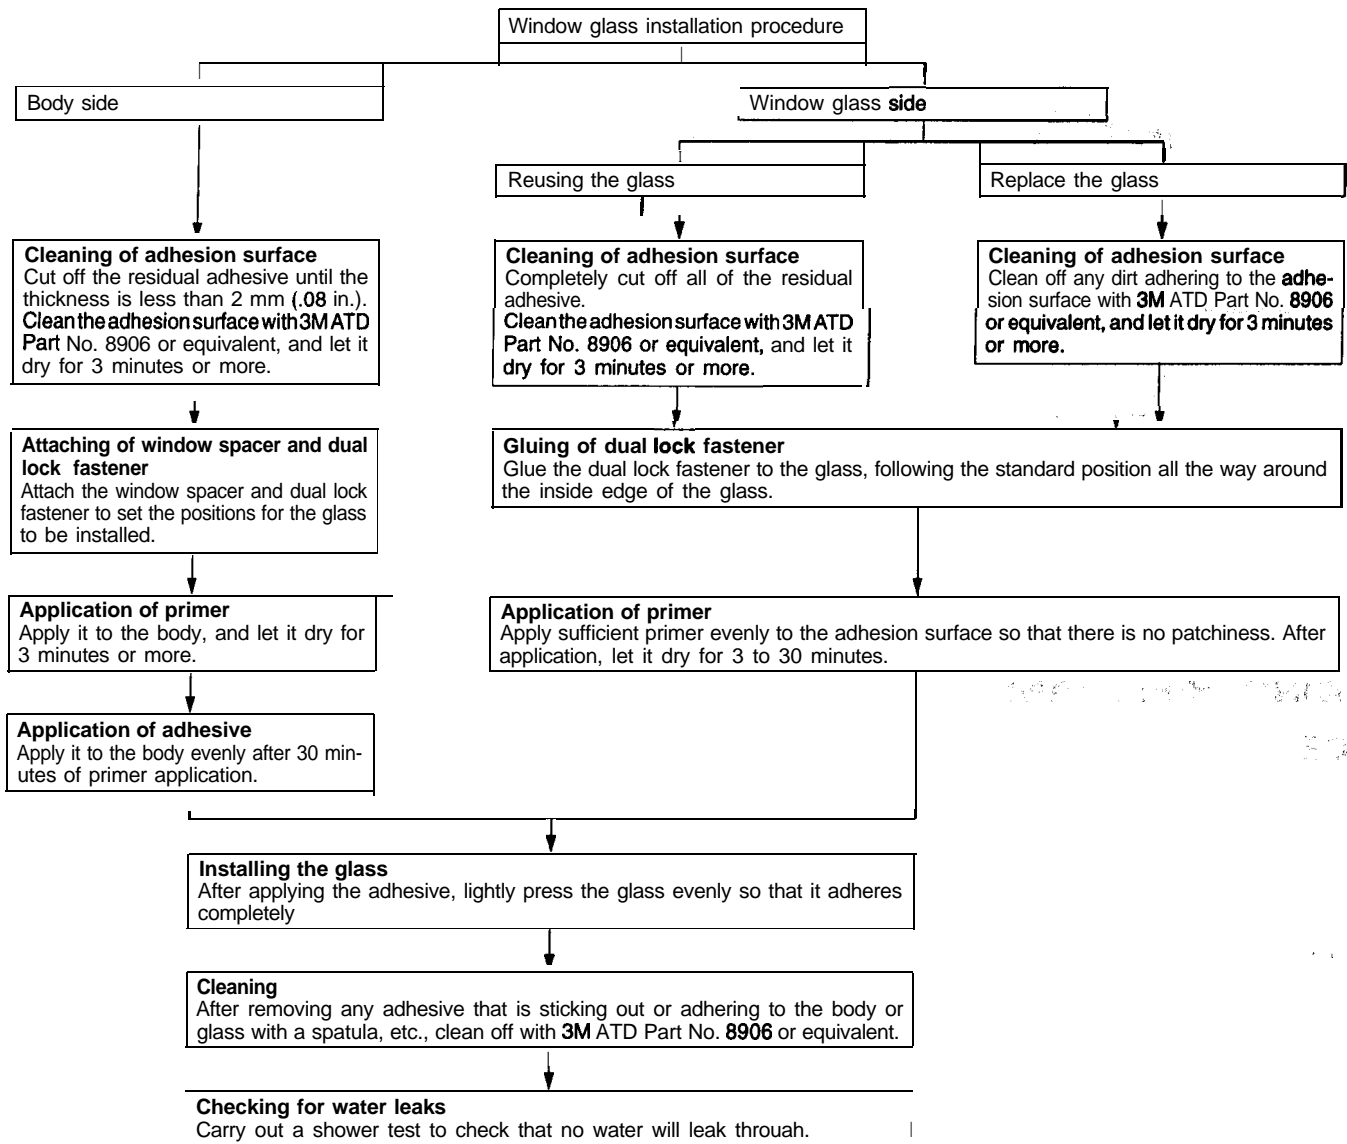 Window glass installation procedure
Body side
Window glass side
Reusing the glass
Replace the glass
Cleaning of adhesion surface
Cut off the residual adhesive until the
thickness is less than 2 mm (.08 in.).
Clean the adhesion surface with 3M ATD
Part No. 8906 or equivalent, and let it
dry for 3 minutes or more.
Cleaning of adhesion surface
Completely cut off all of the residual
adhesive.
Clean the adhesion surface with 3M ATD
Part No. 8906 or equivalent, and let it
dry for 3 minutes or more.
Cleaning of adhesion surface
Clean off any dirt adhering to the adhe-
sion surface with 3M ATD Part No. 8906
or equivalent, and let it dry for 3 minutes
or more.
Attaching of window spacer and dual
lock fastener
Attach the window spacer and dual lock
fastener to set the positions for the glass
to be installed.
Gluing of dual lock fastener
Glue the dual lock fastener to the glass, following the standard position all the way around
the inside edge of the glass.
Application of primer
Apply it to the body, and let it dry for
3 minutes or more.
Application of primer
Apply sufficient primer evenly to the adhesion surface so that there is no patchiness. After
application, let it dry for 3 to 30 minutes.
Application of adhesive
Apply it to the body evenly after 30 min-
utes of primer application.
Installing the glass
After applying the adhesive, lightly press the glass evenly so that it adheres
completely
Cleaning
After removing any adhesive that is sticking out or adhering to the body or
glass with a spatula, etc., clean off with 3M ATD Part No. 8906 or equivalent.
Checking for water leaks
Carry out a shower test to check that no water will leak throuah.